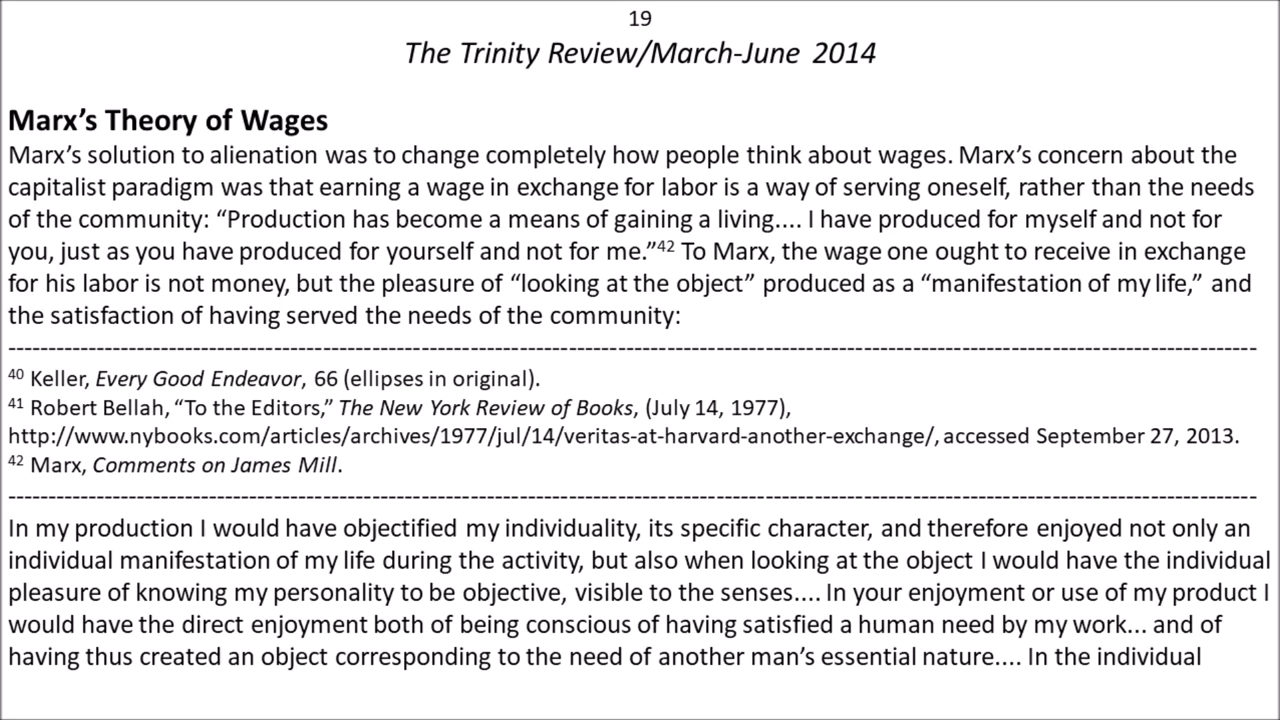 19
The Trinity Review/March-June 2014
Marx’s Theory of Wages
Marx’s solution to alienation was to change completely how people think about wages. Marx’s concern about the
capitalist paradigm was that earning a wage in exchange for labor is a way of serving oneself, rather than the needs
of the community: “Production has become a means of gaining a living.... I have produced for myself and not for
you, just as you have produced for yourself and not for me.”42 To Marx, the wage one ought to receive in exchange
for his labor is not money, but the pleasure of “looking at the object” produced as a “manifestation of my life,” and
the satisfaction of having served the needs of the community:
40 Keller, Every Good Endeavor, 66 (ellipses in original).
41 Robert Bellah, “To the Editors,” The New York Review of Books, (July 14, 1977),
http://www.nybooks.com/articles/archives/1977/jul/14/veritas-at-harvard-another-exchange/, accessed September 27, 2013.
42 Marx, Comments on James Mill.
In my production I would have objectified my individuality, its specific character, and therefore enjoyed not only an
individual manifestation of my life during the activity, but also when looking at the object I would have the individual
pleasure of knowing my personality to be objective, visible to the senses.... In your enjoyment or use of my product I
would have the direct enjoyment both of being conscious of having satisfied a human need by my work... and of
having thus created an object corresponding to the need of another man’s essential nature.... In the individual